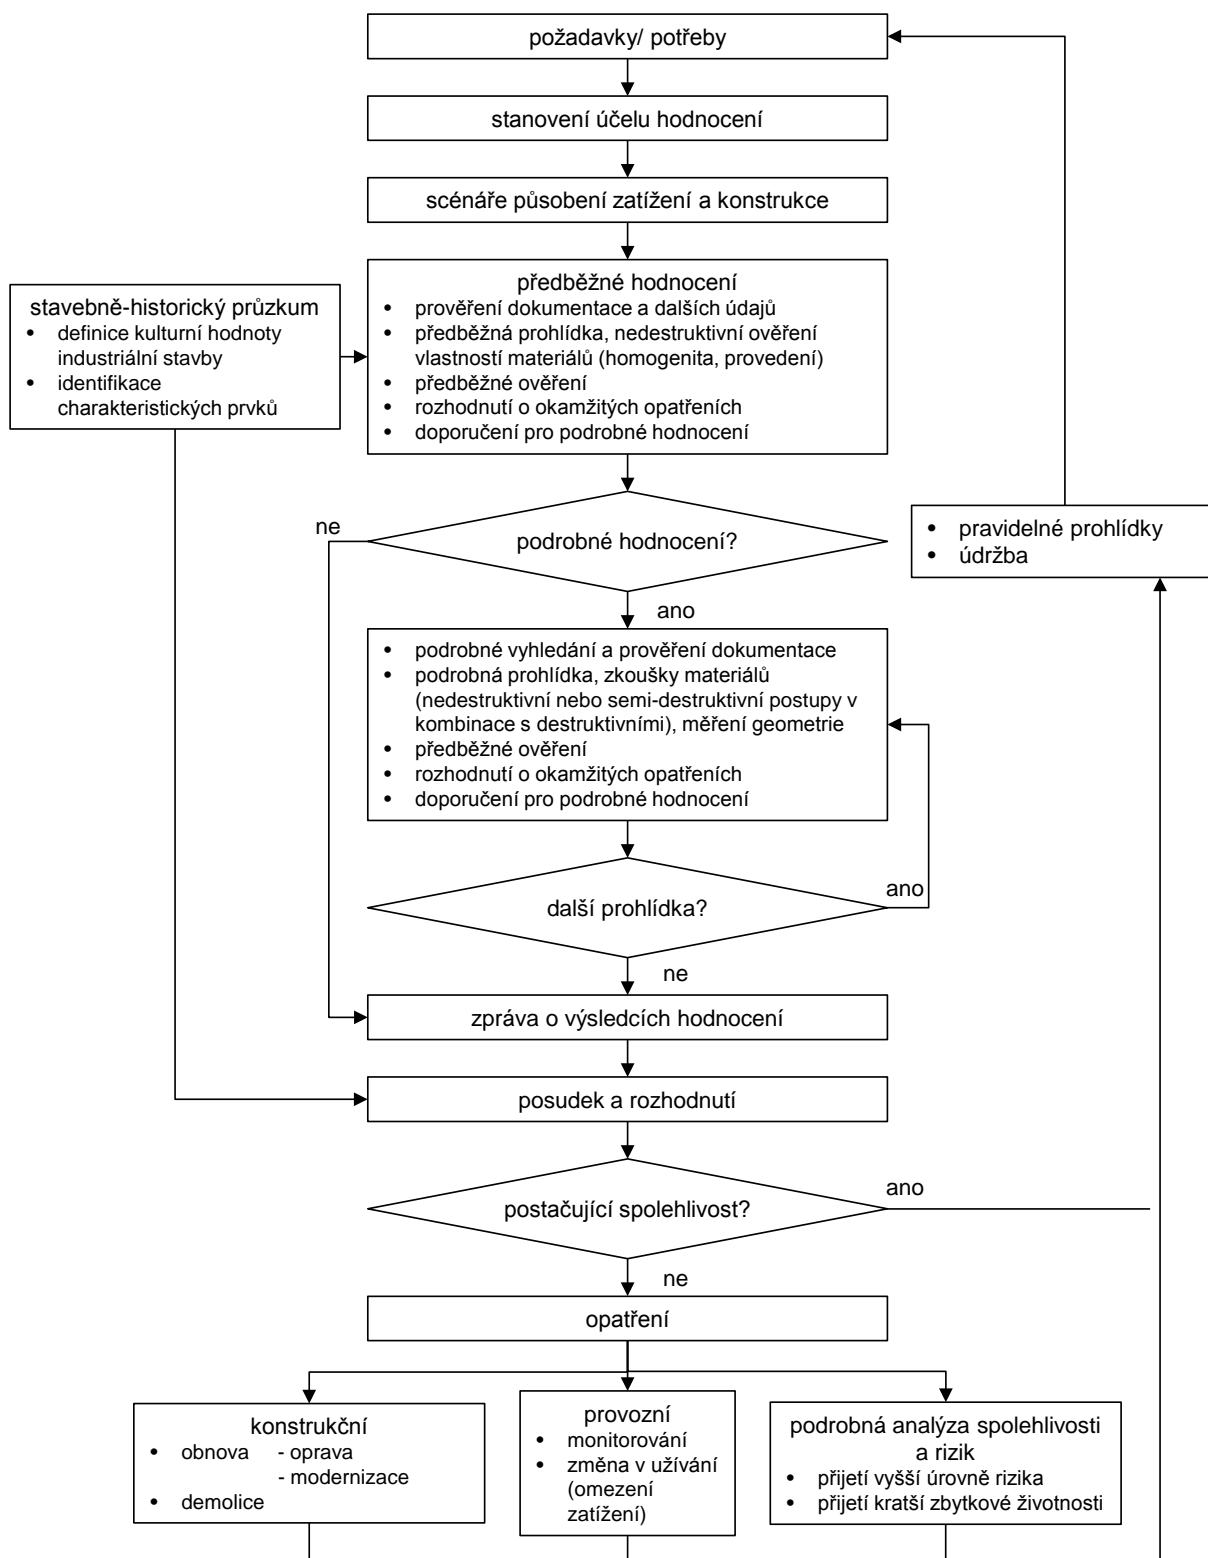 požadavky/ potřeby
stanovení účelu hodnocení
scénáře působení zatížení a konstrukce
stavebně-historický průzkum
• definice kulturní hodnoty
industriální stavby
• identifikace
charakteristických prvků
předběžné hodnocení
• prověření dokumentace a dalších údajů
• předběžná prohlídka, nedestruktivní ověření
vlastností materiálů (homogenita, provedení)
• předběžné ověření
• rozhodnutí o okamžitých opatřeních
• doporučení pro podrobné hodnocení
ne
podrobné hodnocení?
• pravidelné prohlídky
• údržba
ano
• podrobné vyhledání a prověření dokumentace
• podrobná prohlídka, zkoušky materiálů
(nedestruktivní nebo semi-destruktivní postupy v
kombinace s destruktivními), měření geometrie
• předběžné ověření
• rozhodnutí o okamžitých opatřeních
• doporučení pro podrobné hodnocení
další prohlídka?
ano
ne
zpráva o výsledcích hodnocení
posudek a rozhodnutí
postačující spolehlivost?
ano
ne
opatření
konstrukční
• obnova - oprava
- modernizace
• demolice
provozní
• monitorování
• změna v užívání
(omezení
zatížení)
podrobná analýza spolehlivosti
a rizik
• přijetí vyšší úrovně rizika
• přijetí kratší zbytkové životnosti